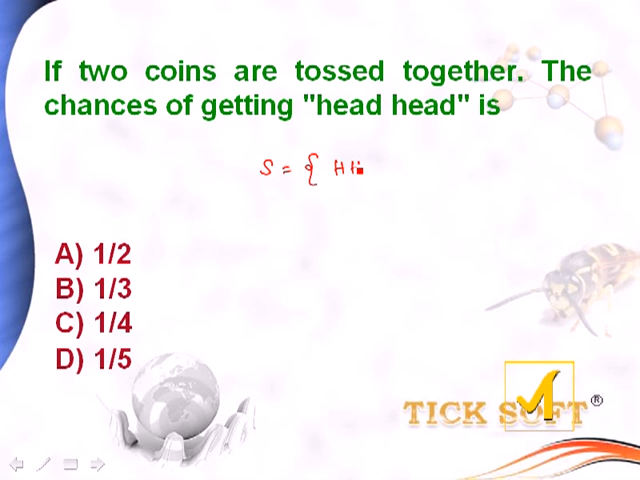 If two coins are tossed together. The
chances of getting "head head" is
S = { HH
A) 1/2
B) 1/3
C) 1/4
D) 1/5
TICK SOFT ®